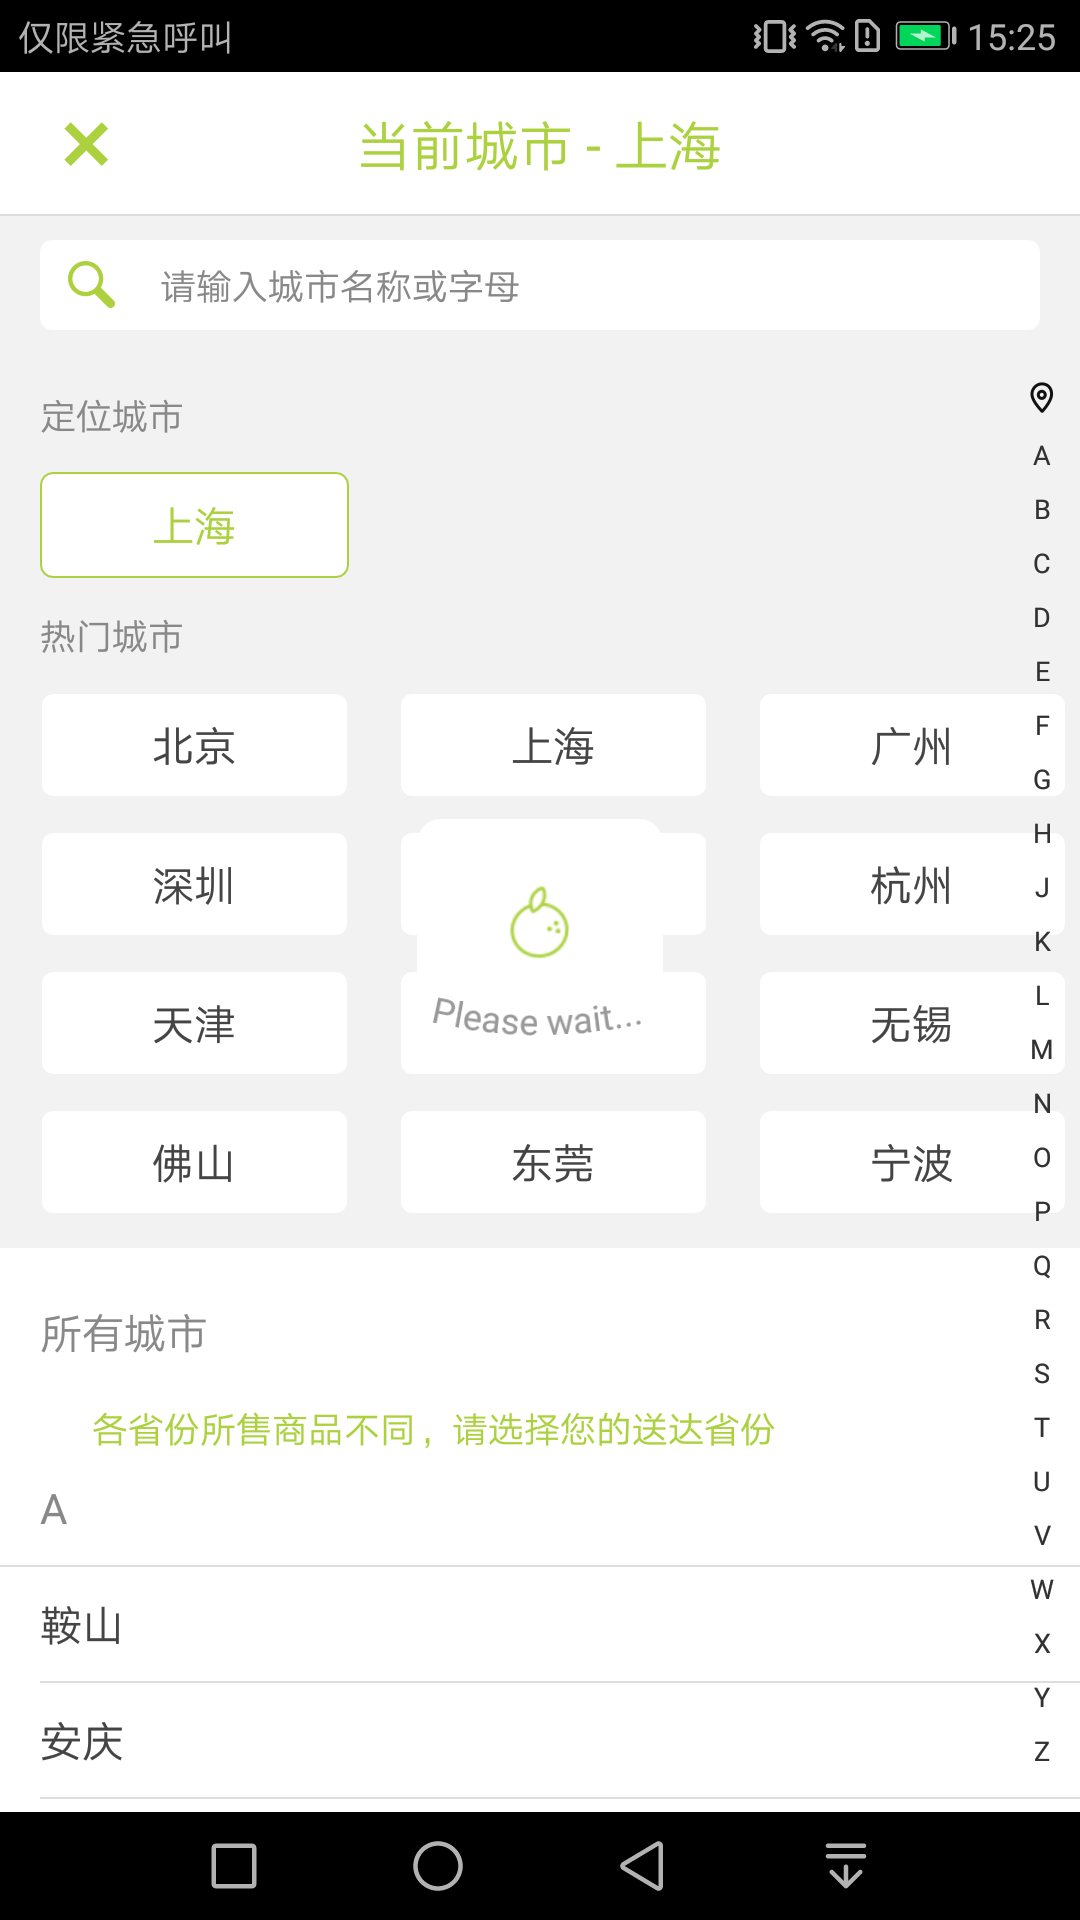 仅限紧急呼叫 15:25
当前城市 - 上海
请输入城市名称或字母
定位城市
上海
热门城市
北京 上海 广州
深圳 杭州
天津 无锡
Please wait...
佛山 东莞 宁波
所有城市
各省份所售商品不同，请选择您的送达省份
A
鞍山
安庆
A
B
C
D
E
F
G
H
J
K
L
M
N
O
P
Q
R
S
T
U
V
W
X
Y
Z